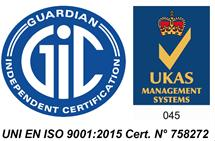 GUARDIAN
GiC
INDEPENDENT CERTIFICATION
UKAS
MANAGEMENT
SYSTEMS
045
UNI EN ISO 9001:2015 Cert. N° 758272